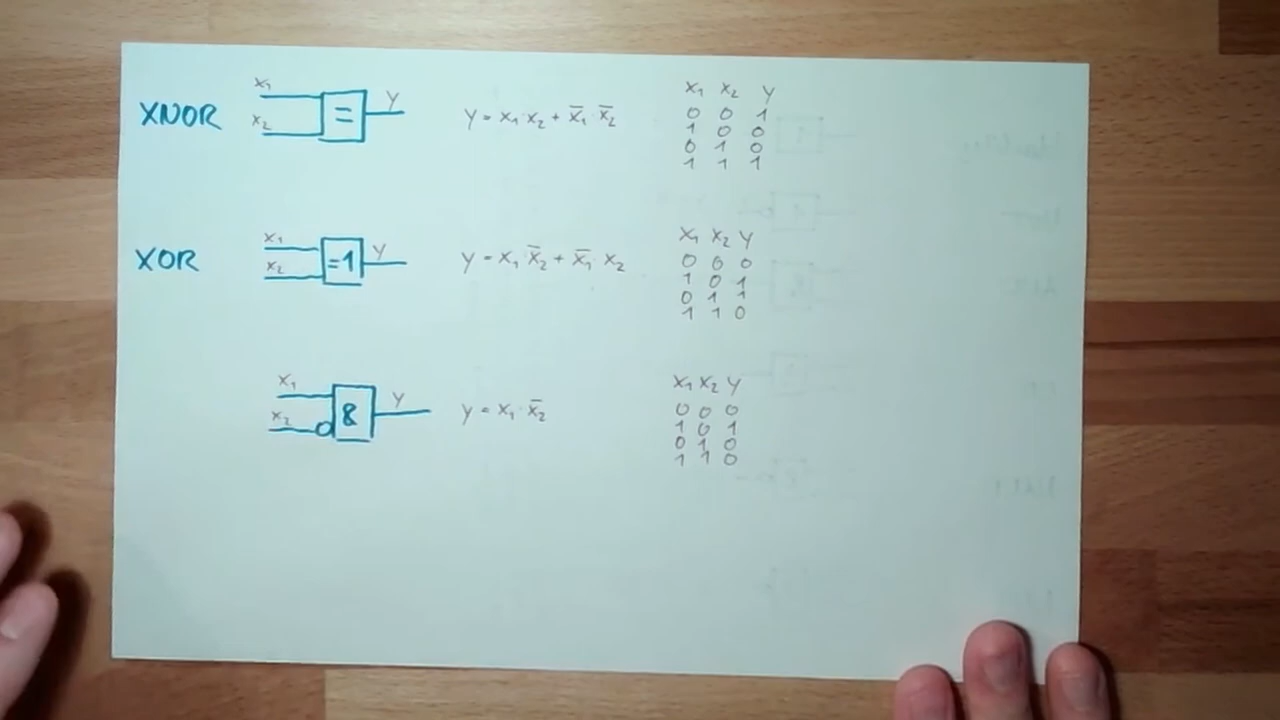 x₁ x₂ y
x₁
XNOR x₂ = y y = x₁·x₂ + x̅₁·x̅₂ 0 0 1
1 0 0
0 1 0
1 1 1
x₁ x₂ y
x₁
XOR x₂ =1 y y = x₁·x̅₂ + x̅₁·x₂ 0 0 0
1 0 1
0 1 1
1 1 0
x₁ x₂ y
x₁
x₂ & y y = x₁·x̅₂ 0 0 0
1 0 1
0 1 0
1 1 0